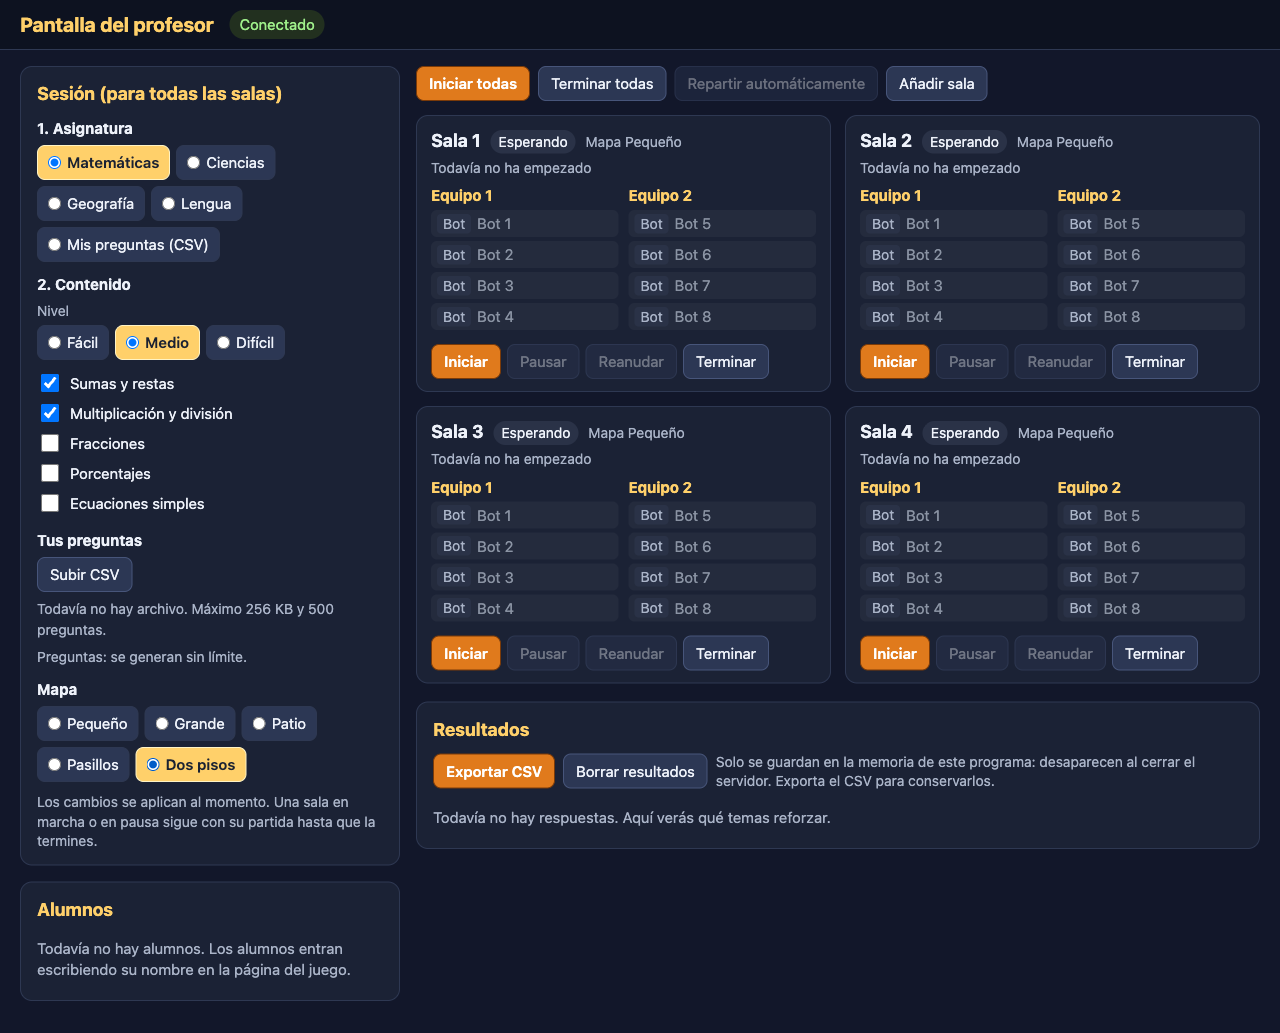 Pantalla del profesor
Conectado
Sesión (para todas las salas)
1. Asignatura
Matemáticas
Ciencias
Geografía
Lengua
Mis preguntas (CSV)
2. Contenido
Nivel
Fácil
Medio
Difícil
Sumas y restas
Multiplicación y división
Fracciones
Porcentajes
Ecuaciones simples
Tus preguntas
Subir CSV
Todavía no hay archivo. Máximo 256 KB y 500
preguntas.
Preguntas: se generan sin límite.
Mapa
Pequeño
Grande
Patio
Pasillos
Dos pisos
Los cambios se aplican al momento. Una sala en
marcha o en pausa sigue con su partida hasta que la
termines.
Alumnos
Todavía no hay alumnos. Los alumnos entran
escribiendo su nombre en la página del juego.
Iniciar todas
Terminar todas
Repartir automáticamente
Añadir sala
Sala 1 Esperando Mapa Pequeño
Todavía no ha empezado
Equipo 1
Bot Bot 1
Bot Bot 2
Bot Bot 3
Bot Bot 4
Equipo 2
Bot Bot 5
Bot Bot 6
Bot Bot 7
Bot Bot 8
Iniciar
Pausar
Reanudar
Terminar
Sala 2 Esperando Mapa Pequeño
Todavía no ha empezado
Equipo 1
Bot Bot 1
Bot Bot 2
Bot Bot 3
Bot Bot 4
Equipo 2
Bot Bot 5
Bot Bot 6
Bot Bot 7
Bot Bot 8
Iniciar
Pausar
Reanudar
Terminar
Sala 3 Esperando Mapa Pequeño
Todavía no ha empezado
Equipo 1
Bot Bot 1
Bot Bot 2
Bot Bot 3
Bot Bot 4
Equipo 2
Bot Bot 5
Bot Bot 6
Bot Bot 7
Bot Bot 8
Iniciar
Pausar
Reanudar
Terminar
Sala 4 Esperando Mapa Pequeño
Todavía no ha empezado
Equipo 1
Bot Bot 1
Bot Bot 2
Bot Bot 3
Bot Bot 4
Equipo 2
Bot Bot 5
Bot Bot 6
Bot Bot 7
Bot Bot 8
Iniciar
Pausar
Reanudar
Terminar
Resultados
Exportar CSV
Borrar resultados
Solo se guardan en la memoria de este programa: desaparecen al cerrar el
servidor. Exporta el CSV para conservarlos.
Todavía no hay respuestas. Aquí verás qué temas reforzar.